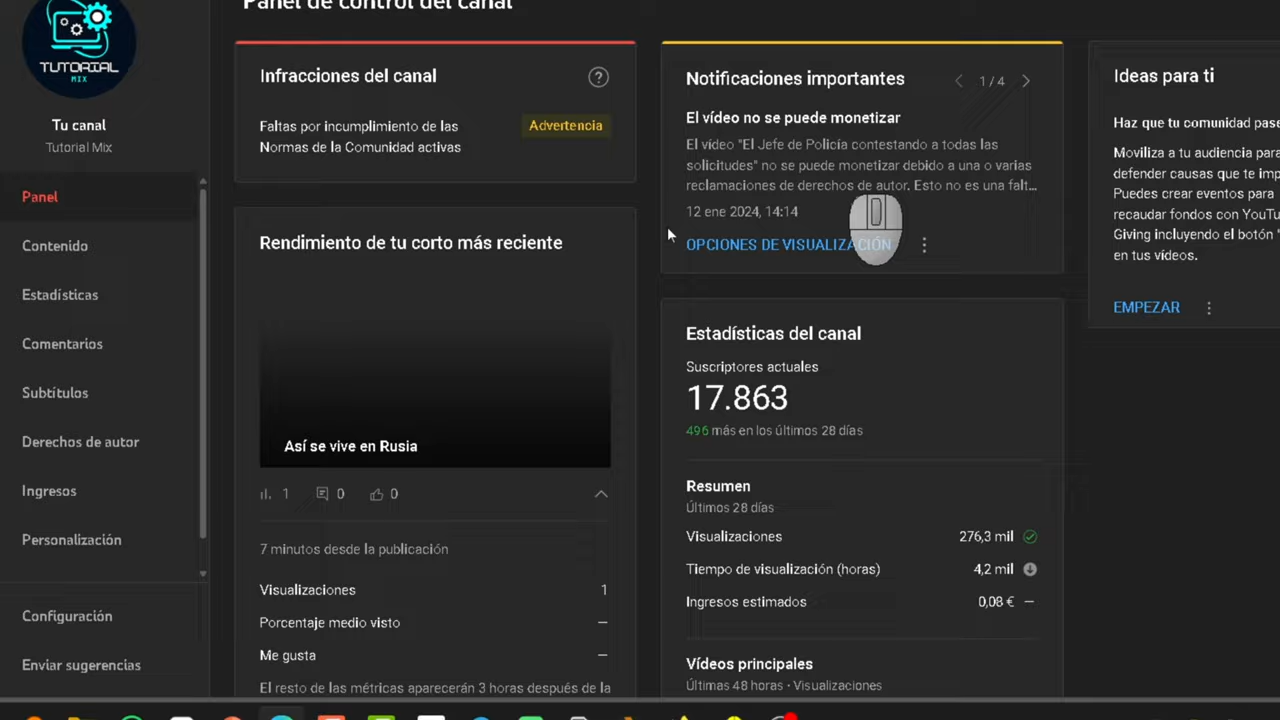 Panel de control del canal
TUTORIAL
MIX
Tu canal
Tutorial Mix
Panel
Contenido
Estadísticas
Comentarios
Subtítulos
Derechos de autor
Ingresos
Personalización
Configuración
Enviar sugerencias
Infracciones del canal
?
Faltas por incumplimiento de las
Normas de la Comunidad activas
Advertencia
Rendimiento de tu corto más reciente
Así se vive en Rusia
1 0 0
7 minutos desde la publicación
Visualizaciones 1
Porcentaje medio visto —
Me gusta —
El resto de las métricas aparecerán 3 horas después de la
Notificaciones importantes
1 / 4
El vídeo no se puede monetizar
El vídeo "El Jefe de Policía contestando a todas las
solicitudes" no se puede monetizar debido a una o varias
reclamaciones de derechos de autor. Esto no es una falt...
12 ene 2024, 14:14
OPCIONES DE VISUALIZACIÓN
Estadísticas del canal
Suscriptores actuales
17.863
496 más en los últimos 28 días
Resumen
Últimos 28 días
Visualizaciones 276,3 mil
Tiempo de visualización (horas) 4,2 mil
Ingresos estimados 0,08 € —
Vídeos principales
Últimas 48 horas · Visualizaciones
Ideas para ti
Haz que tu comunidad pase
Moviliza a tu audiencia para
defender causas que te imp
Puedes crear eventos para
recaudar fondos con YouTu
Giving incluyendo el botón "
en tus vídeos.
EMPEZAR